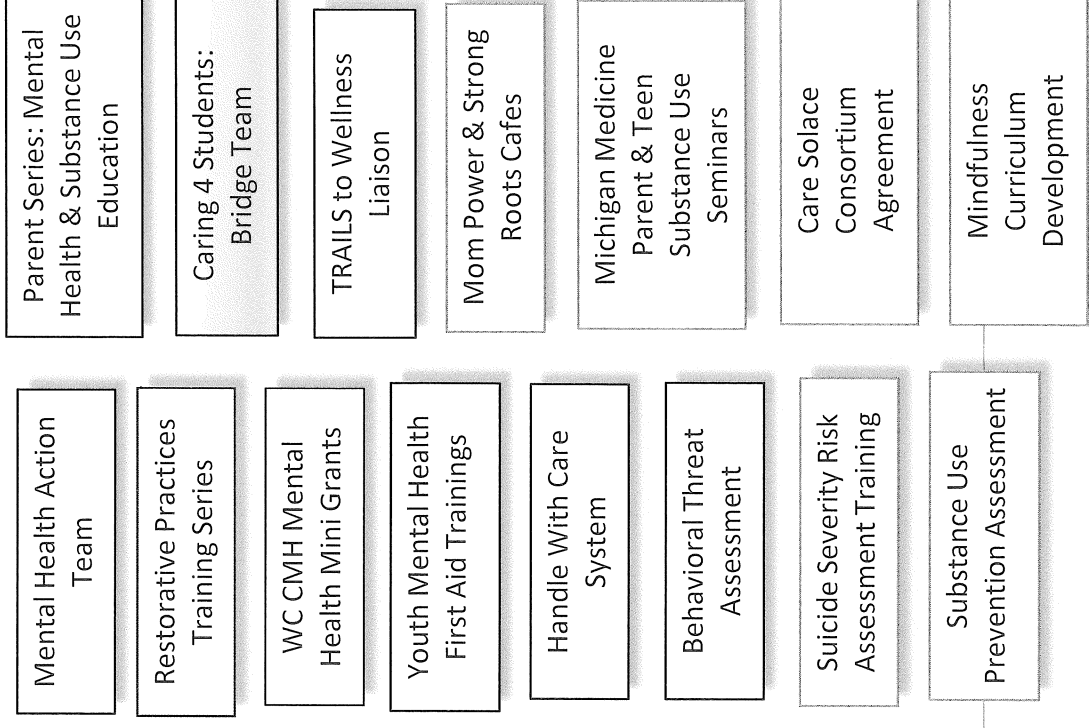 Mental Health Action
Team
Restorative Practices
Training Series
WC CMH Mental
Health Mini Grants
Youth Mental Health
First Aid Trainings
Handle With Care
System
Behavioral Threat
Assessment
Suicide Severity Risk
Assessment Training
Substance Use
Prevention Assessment
Parent Series: Mental
Health & Substance Use
Education
Caring 4 Students:
Bridge Team
TRAILS to Wellness
Liaison
Mom Power & Strong
Roots Cafes
Michigan Medicine
Parent & Teen
Substance Use
Seminars
Care Solace
Consortium
Agreement
Mindfulness
Curriculum
Development